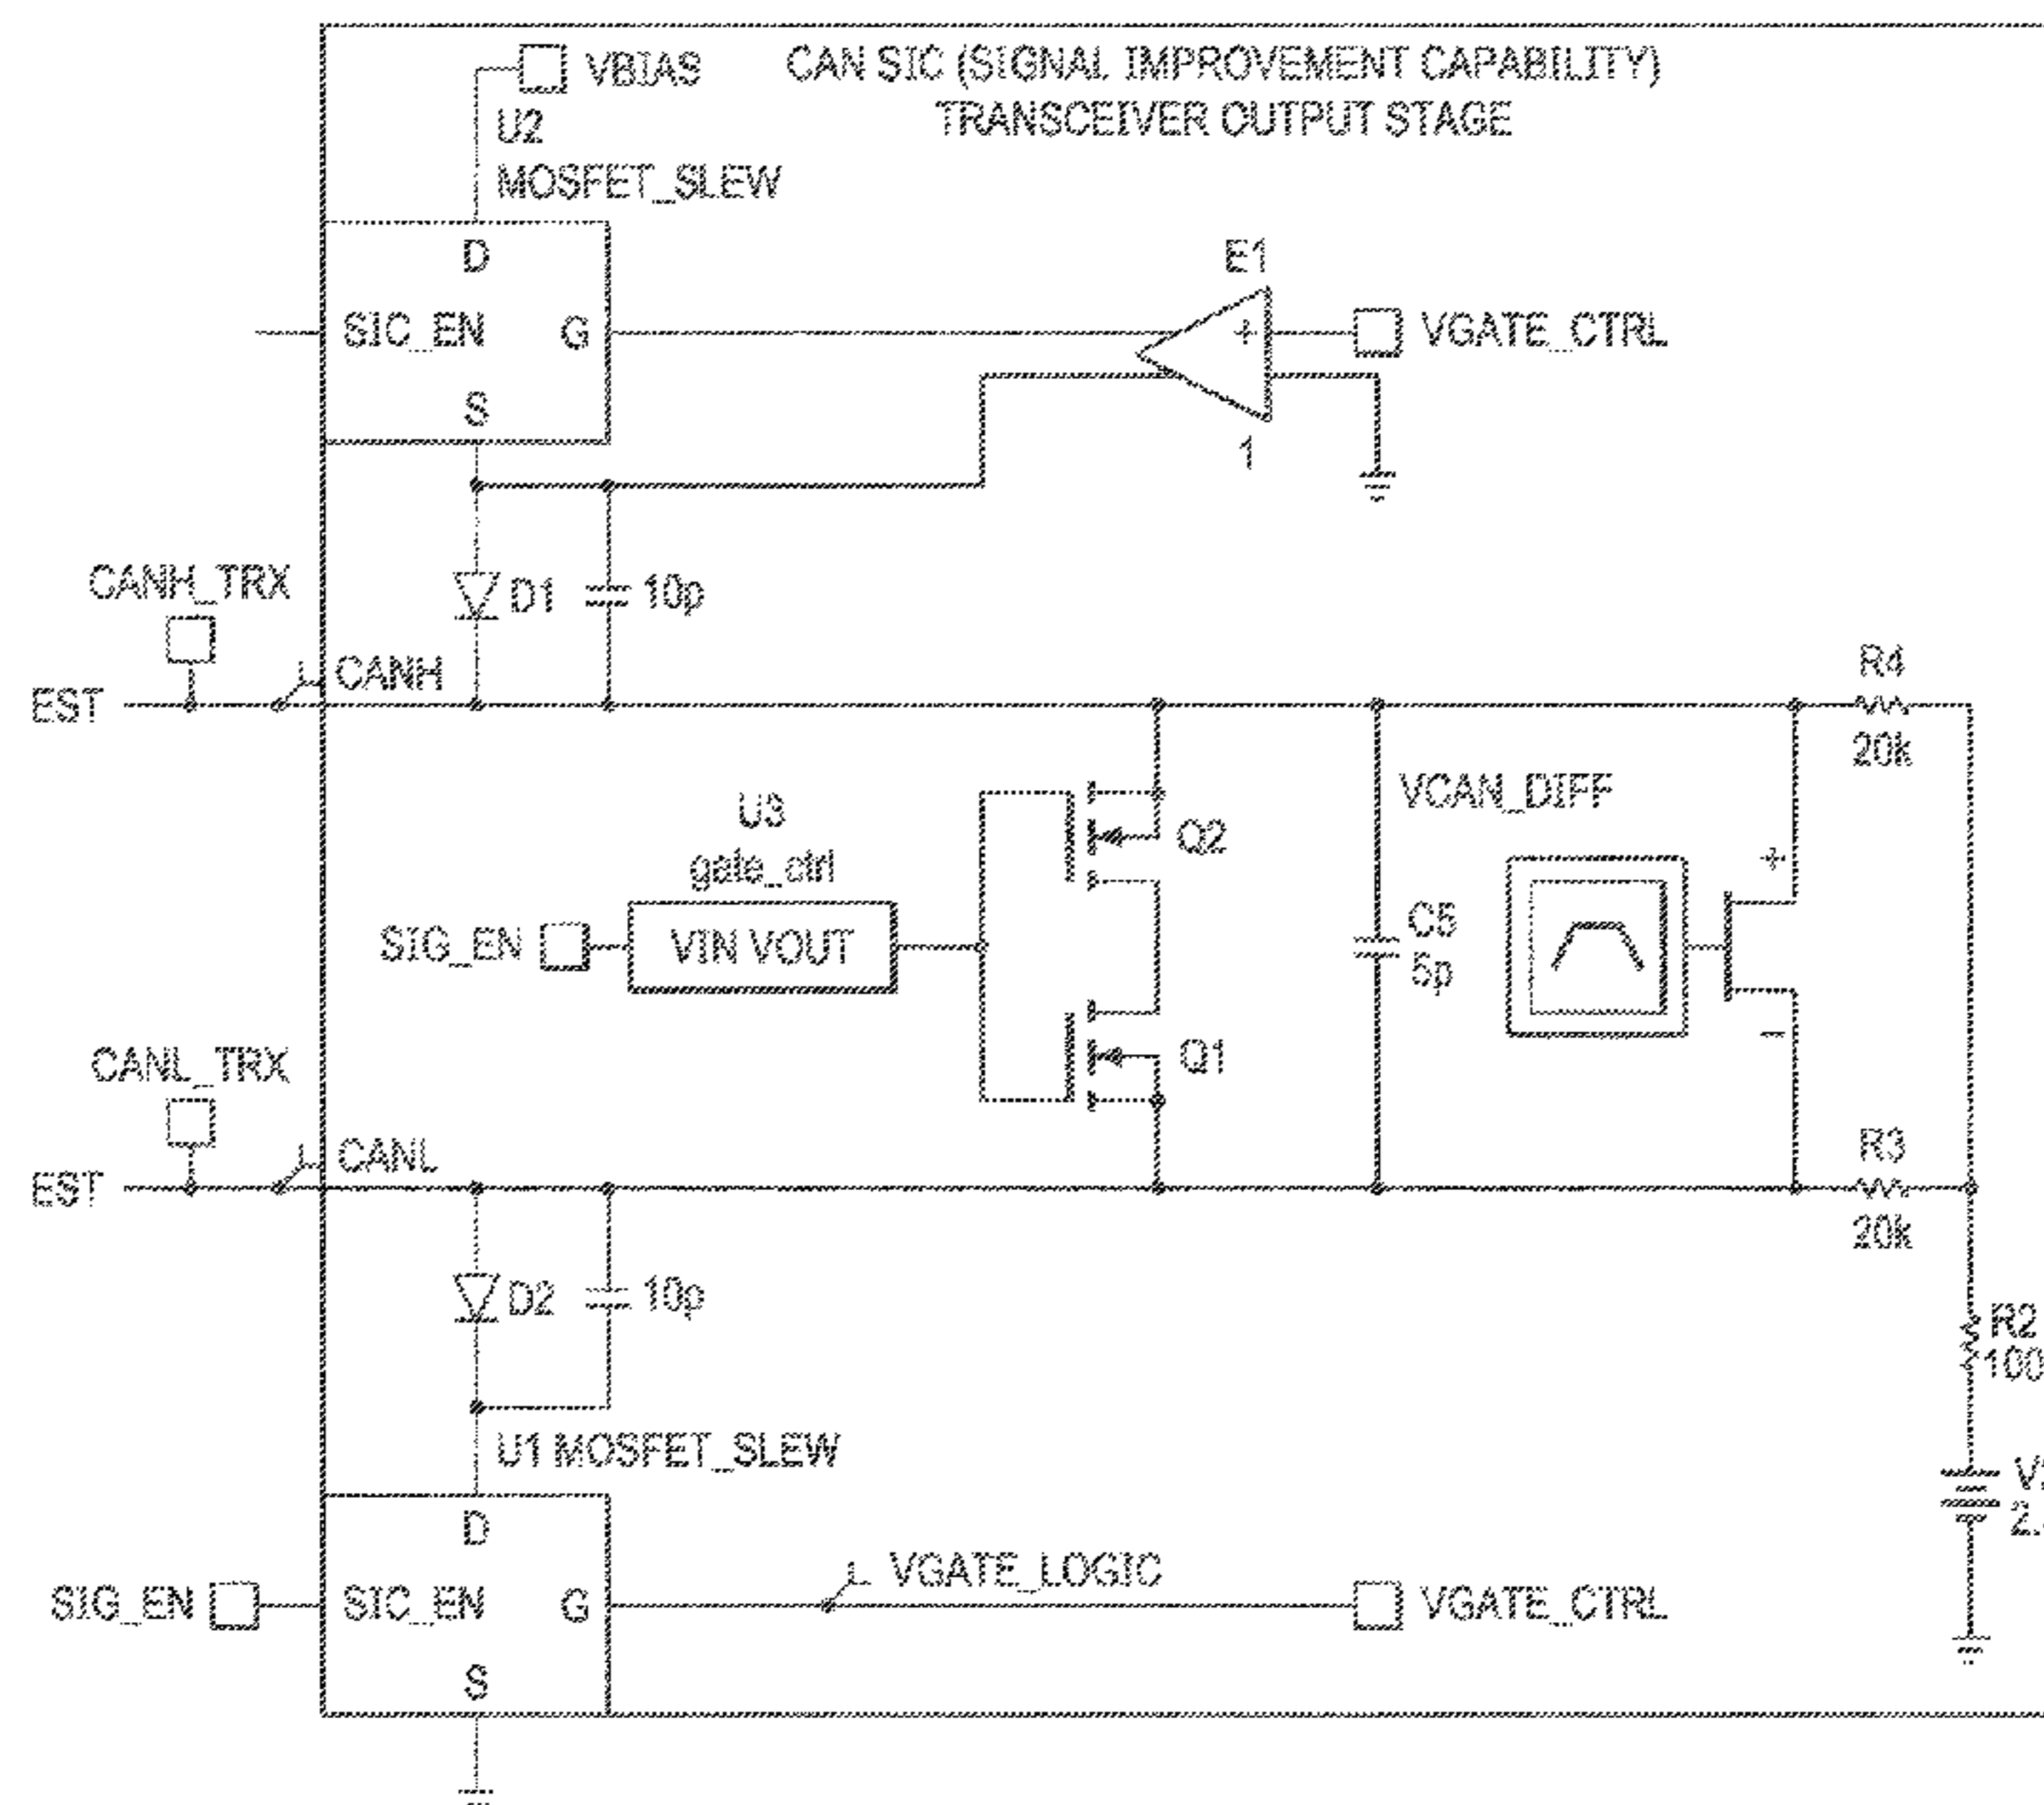 VBIAS
CAN SIC (SIGNAL IMPROVEMENT CAPABILITY)
TRANSCEIVER OUTPUT STAGE
U2
MOSFET_SLEW
D
SIC_EN
G
S
E1
+
VGATE_CTRL
1
CANH_TRX
D1
10p
CANH
EST
R4
20k
VCAN_DIFF
U3
gate_ctrl
Q2
+
SIG_EN
VIN VOUT
C5
5p
−
CANL_TRX
Q1
CANL
EST
R3
20k
D2
10p
R2
100
U1 MOSFET_SLEW
D
SIG_EN
SIC_EN
G
VGATE_LOGIC
VGATE_CTRL
S